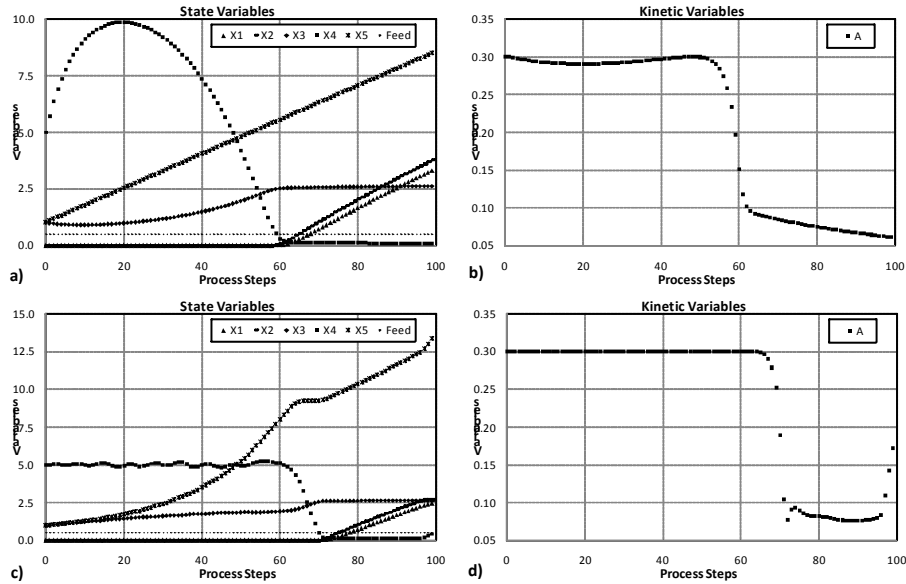 State Variables
10.0
7.5
5.0
2.5
0.0
Variables
X1 X2 X3 X4 X5 Feed
0 20 40 60 80 100
Process Steps
a)
Kinetic Variables
0.35
0.30
0.25
0.20
0.15
0.10
0.05
Variables
A
0 20 40 60 80 100
Process Steps
b)
State Variables
15.0
12.5
10.0
7.5
5.0
2.5
0.0
Variables
X1 X2 X3 X4 X5 Feed
0 20 40 60 80 100
Process Steps
c)
Kinetic Variables
0.35
0.30
0.25
0.20
0.15
0.10
0.05
Variables
A
0 20 40 60 80 100
Process Steps
d)